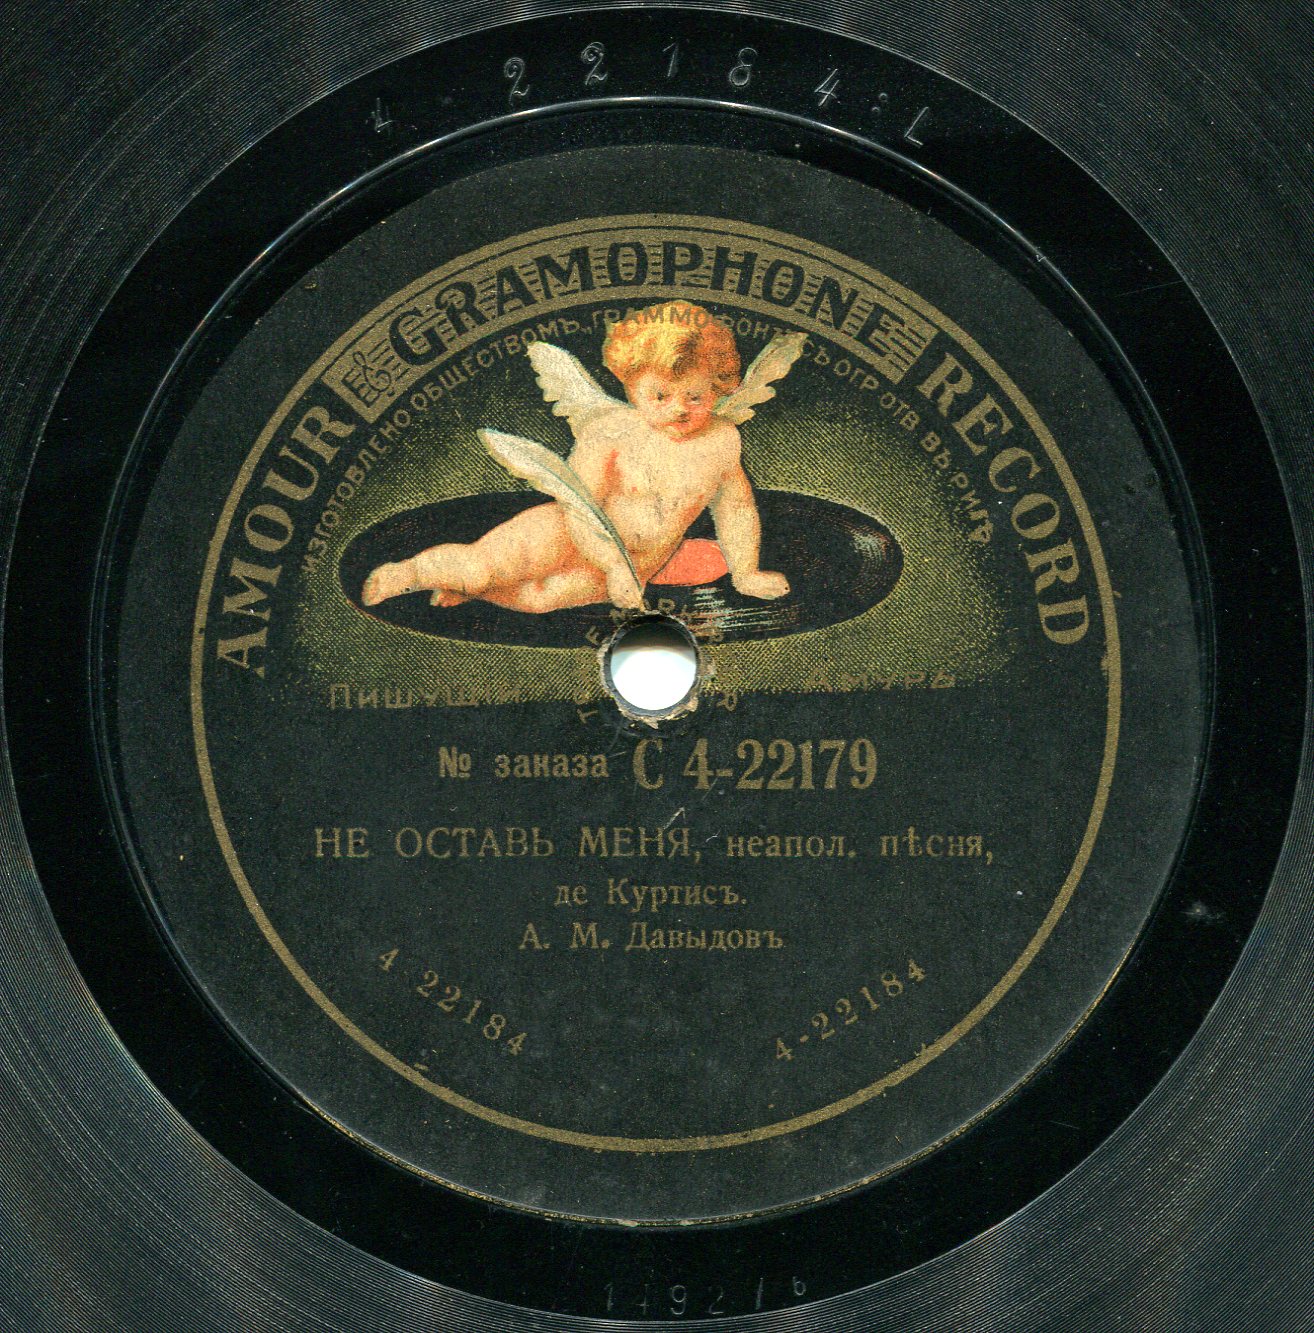 4-22184:L
AMOUR GRAMOPHONE RECORD
ИЗГОТОВЛЕНО ОБЩЕСТВОМЪ „ГРАММОФОНЪ" СЪ ОГР ОТВ ВЪ РИГѢ
Пишущій Амуръ
№ заказа C 4-22179
НЕ ОСТАВЬ МЕНЯ, неапол. пѣсня,
де Куртисъ.
А. М. Давыдовъ
4 22184
4-22184